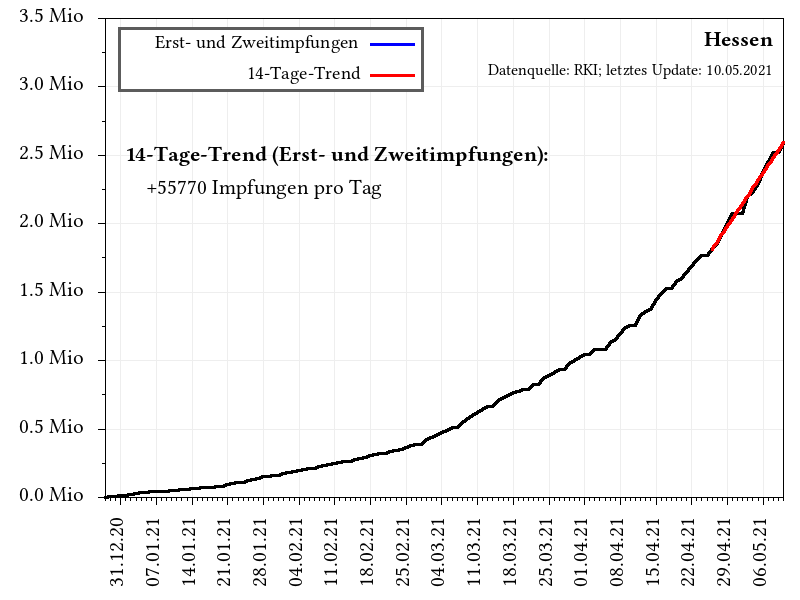 3.5 Mio
3.0 Mio
2.5 Mio
2.0 Mio
1.5 Mio
1.0 Mio
0.5 Mio
0.0 Mio
Erst- und Zweitimpfungen
14-Tage-Trend
Hessen
Datenquelle: RKI; letztes Update: 10.05.2021
14-Tage-Trend (Erst- und Zweitimpfungen):
+55770 Impfungen pro Tag
31.12.20
07.01.21
14.01.21
21.01.21
28.01.21
04.02.21
11.02.21
18.02.21
25.02.21
04.03.21
11.03.21
18.03.21
25.03.21
01.04.21
08.04.21
15.04.21
22.04.21
29.04.21
06.05.21